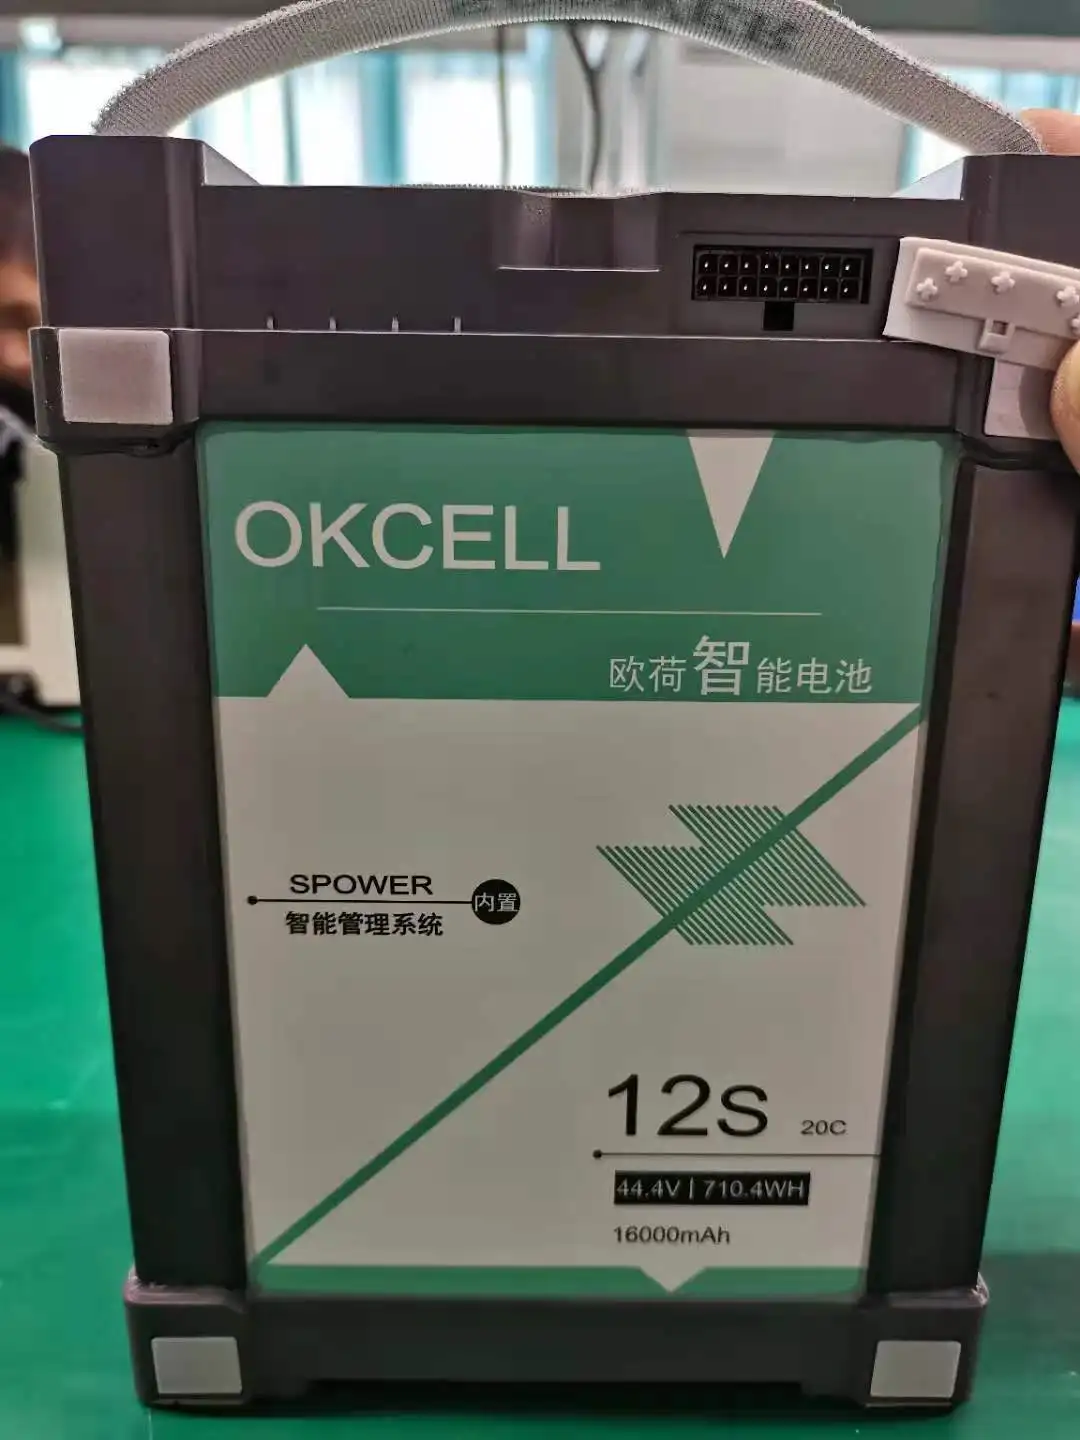 OKCELL
欧荷智能电池
SPOWER
内置
智能管理系统
12S 20C
44.4V | 710.4WH
16000mAh